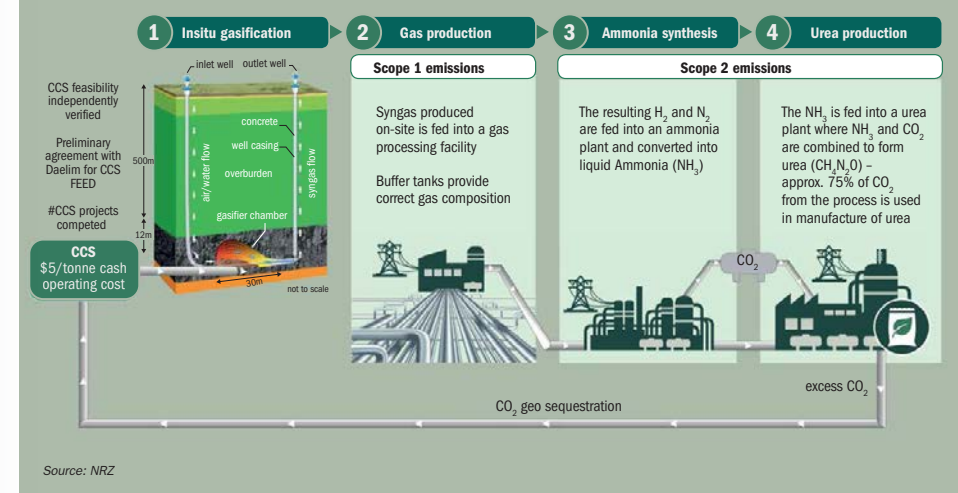 1 Insitu gasification
2 Gas production
3 Ammonia synthesis
4 Urea production
Scope 1 emissions
Scope 2 emissions
inlet well outlet well
CCS feasibility
independently
verified
Preliminary
agreement with
Daelim for CCS
FEED
#CCS projects
competed
500m
12m
concrete
well casing
overburden
air/water flow
syngas flow
gasifier chamber
30m
not to scale
CCS
$5/tonne cash
operating cost
Syngas produced
on-site is fed into a gas
processing facility
Buffer tanks provide
correct gas composition
The resulting H₂ and N₂
are fed into an ammonia
plant and converted into
liquid Ammonia (NH₃)
The NH₃ is fed into a urea
plant where NH₃ and CO₂
are combined to form
urea (CH₄N₂O) –
approx. 75% of CO₂
from the process is used
in manufacture of urea
CO₂
excess CO₂
CO₂ geo sequestration
Source: NRZ